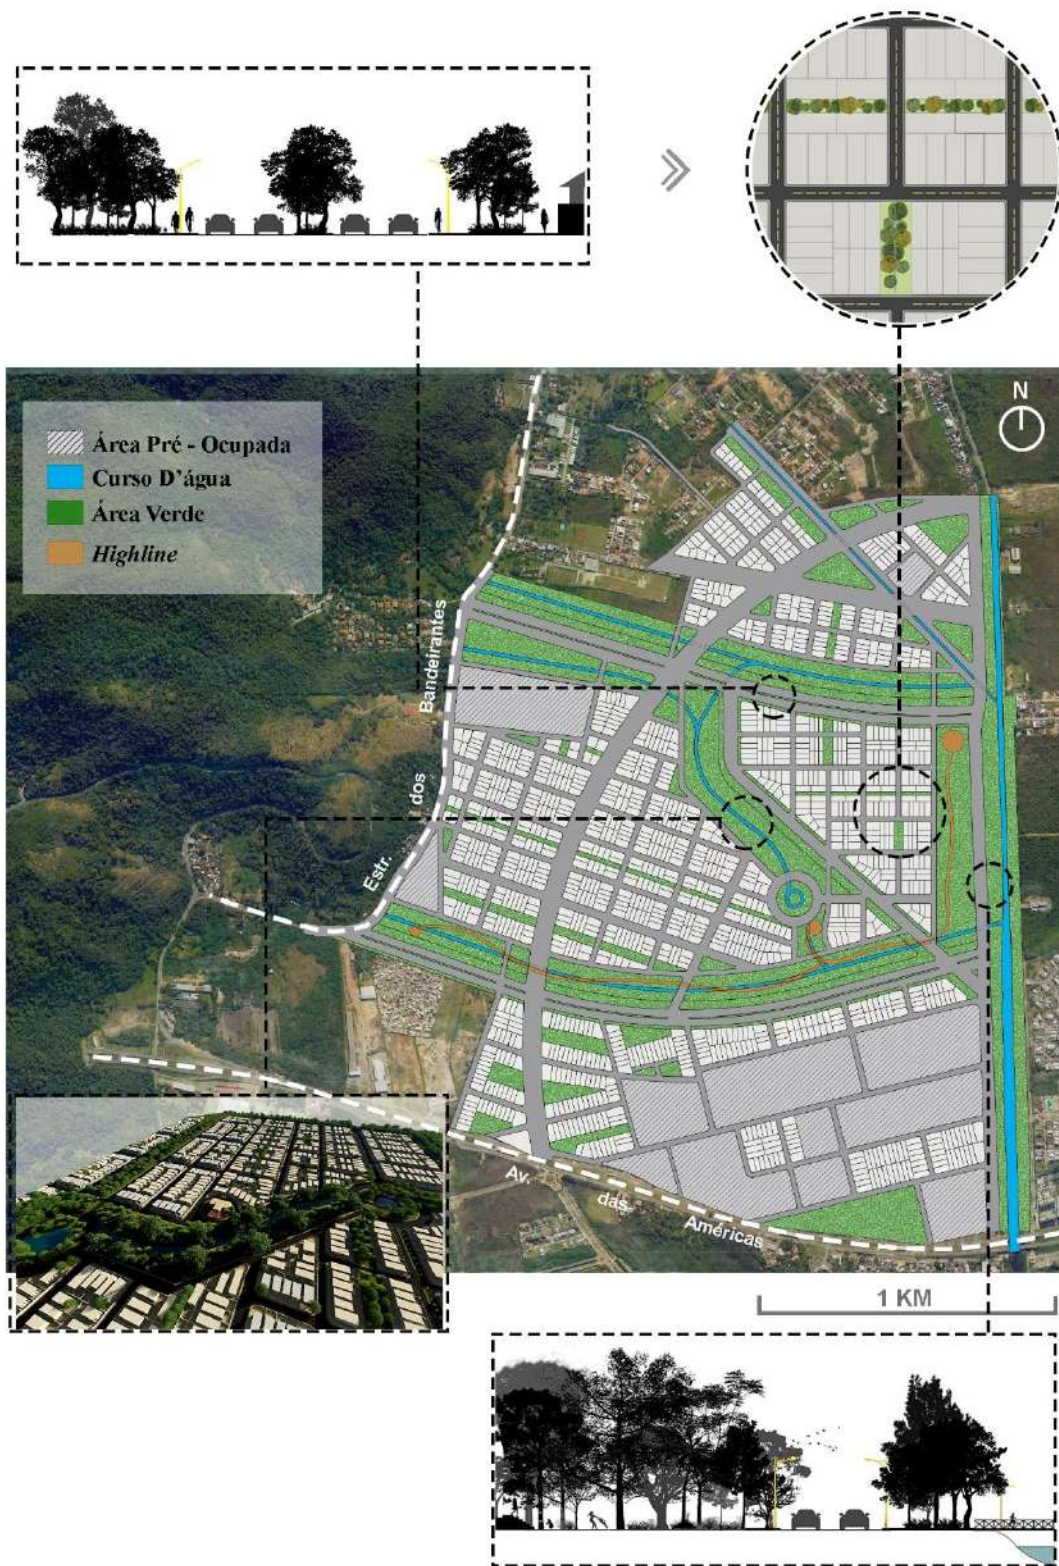 N
Área Pré - Ocupada
Curso D'água
Área Verde
Highline
Estr. dos Bandeirantes
Av. das Américas
1 KM